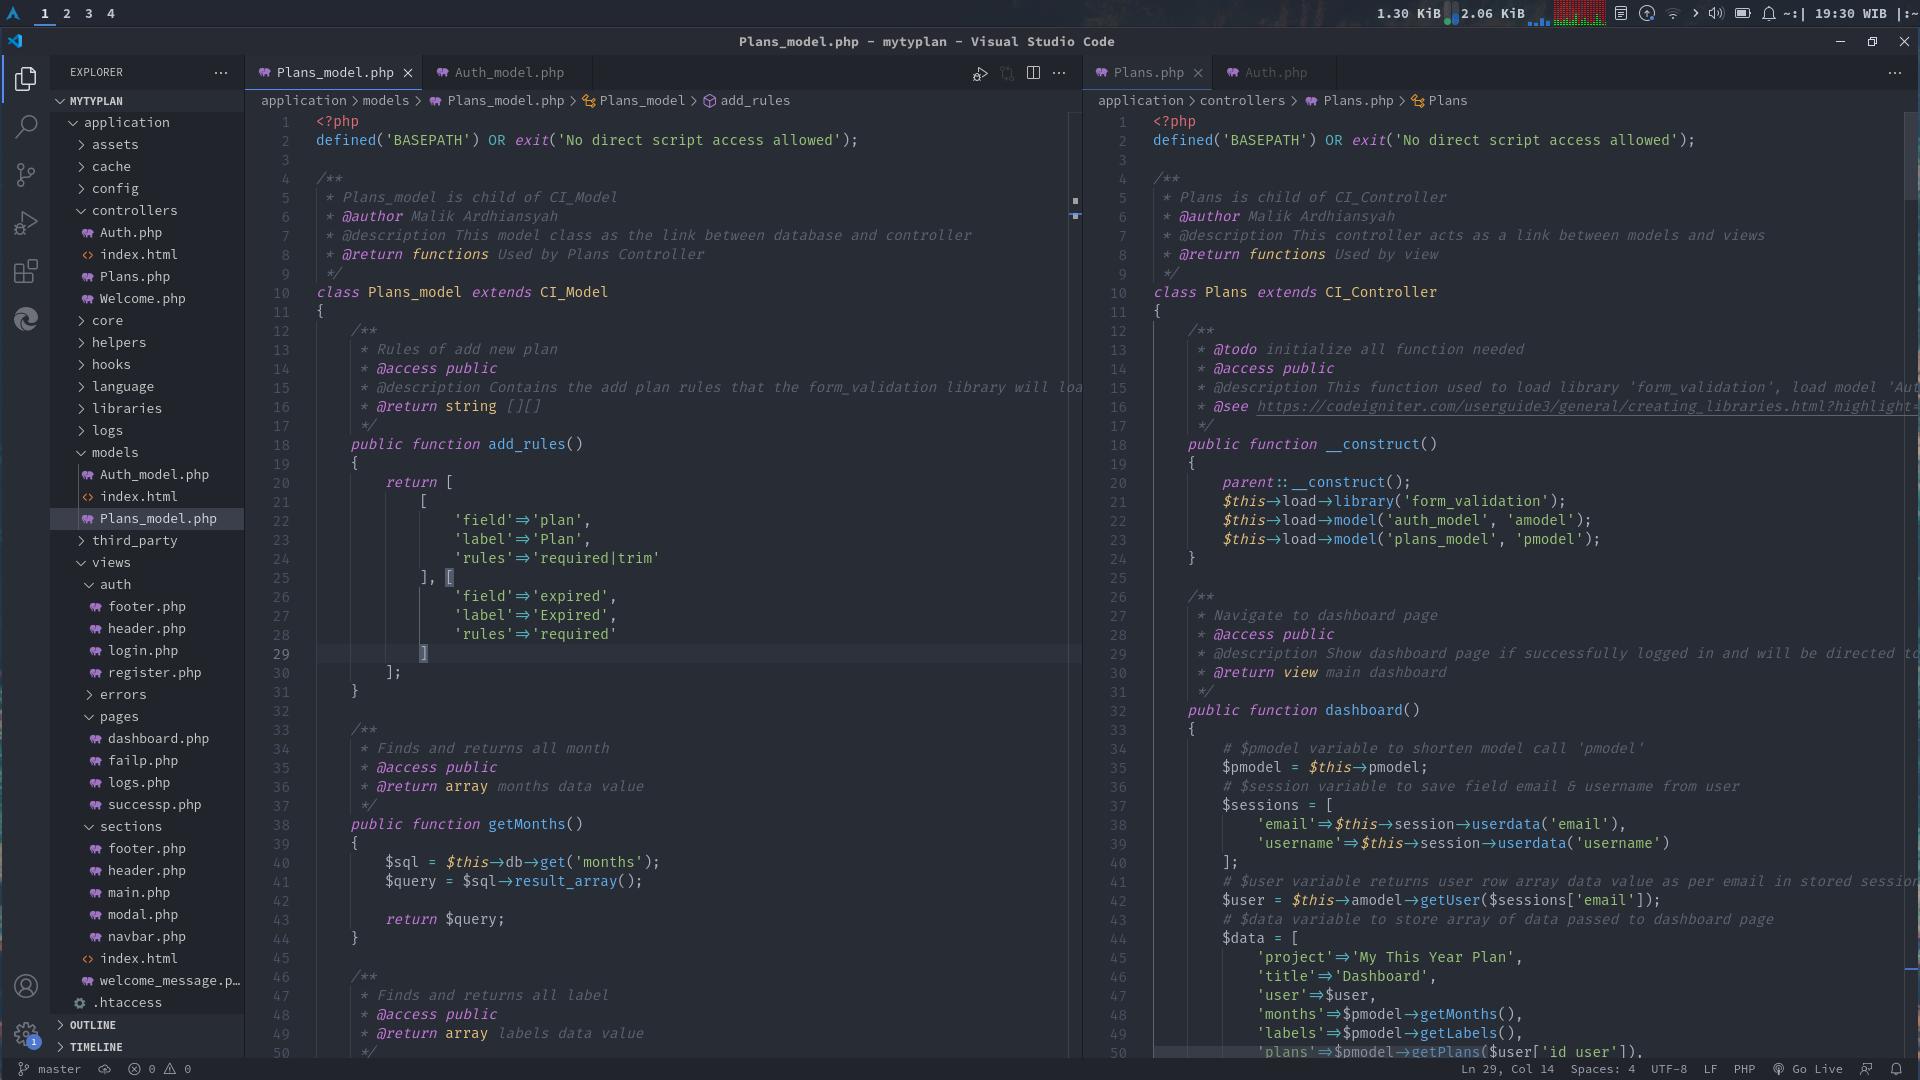 1 2 3 4
1.30 KiB 2.06 KiB ~:| 19:30 WIB |:~
Plans_model.php - mytyplan - Visual Studio Code
EXPLORER
MYTYPLAN
application
assets
cache
config
controllers
Auth.php
index.html
Plans.php
Welcome.php
core
helpers
hooks
language
libraries
logs
models
Auth_model.php
index.html
Plans_model.php
third_party
views
auth
footer.php
header.php
login.php
register.php
errors
pages
dashboard.php
failp.php
logs.php
successp.php
sections
footer.php
header.php
main.php
modal.php
navbar.php
index.html
welcome_message.p…
.htaccess
OUTLINE
TIMELINE
1
Plans_model.php Auth_model.php
application > models > Plans_model.php > Plans_model > add_rules
1 <?php
2 defined('BASEPATH') OR exit('No direct script access allowed');
3
4 /**
5 * Plans_model is child of CI_Model
6 * @author Malik Ardhiansyah
7 * @description This model class as the link between database and controller
8 * @return functions Used by Plans Controller
9 */
10 class Plans_model extends CI_Model
11 {
12 /**
13 * Rules of add new plan
14 * @access public
15 * @description Contains the add plan rules that the form_validation library will loa
16 * @return string [][]
17 */
18 public function add_rules()
19 {
20 return [
21 [
22 'field'=>'plan',
23 'label'=>'Plan',
24 'rules'=>'required|trim'
25 ], [
26 'field'=>'expired',
27 'label'=>'Expired',
28 'rules'=>'required'
29 ]
30 ];
31 }
32
33 /**
34 * Finds and returns all month
35 * @access public
36 * @return array months data value
37 */
38 public function getMonths()
39 {
40 $sql = $this->db->get('months');
41 $query = $sql->result_array();
42
43 return $query;
44 }
45
46 /**
47 * Finds and returns all label
48 * @access public
49 * @return array labels data value
50 */
Plans.php Auth.php
application > controllers > Plans.php > Plans
1 <?php
2 defined('BASEPATH') OR exit('No direct script access allowed');
3
4 /**
5 * Plans is child of CI_Controller
6 * @author Malik Ardhiansyah
7 * @description This controller acts as a link between models and views
8 * @return functions Used by view
9 */
10 class Plans extends CI_Controller
11 {
12 /**
13 * @todo initialize all function needed
14 * @access public
15 * @description This function used to load library 'form_validation', load model 'Aut
16 * @see https://codeigniter.com/userguide3/general/creating_libraries.html?highlight=
17 */
18 public function __construct()
19 {
20 parent::__construct();
21 $this->load->library('form_validation');
22 $this->load->model('auth_model', 'amodel');
23 $this->load->model('plans_model', 'pmodel');
24 }
25
26 /**
27 * Navigate to dashboard page
28 * @access public
29 * @description Show dashboard page if successfully logged in and will be directed to
30 * @return view main dashboard
31 */
32 public function dashboard()
33 {
34 # $pmodel variable to shorten model call 'pmodel'
35 $pmodel = $this->pmodel;
36 # $session variable to save field email & username from user
37 $sessions = [
38 'email'=>$this->session->userdata('email'),
39 'username'=>$this->session->userdata('username')
40 ];
41 # $user variable returns user row array data value as per email in stored session
42 $user = $this->amodel->getUser($sessions['email']);
43 # $data variable to store array of data passed to dashboard page
44 $data = [
45 'project'=>'My This Year Plan',
46 'title'=>'Dashboard',
47 'user'=>$user,
48 'months'=>$pmodel->getMonths(),
49 'labels'=>$pmodel->getLabels(),
50 'plans'=>$pmodel->getPlans($user['id_user']),
master 0 0 Ln 29, Col 14 Spaces: 4 UTF-8 LF PHP Go Live